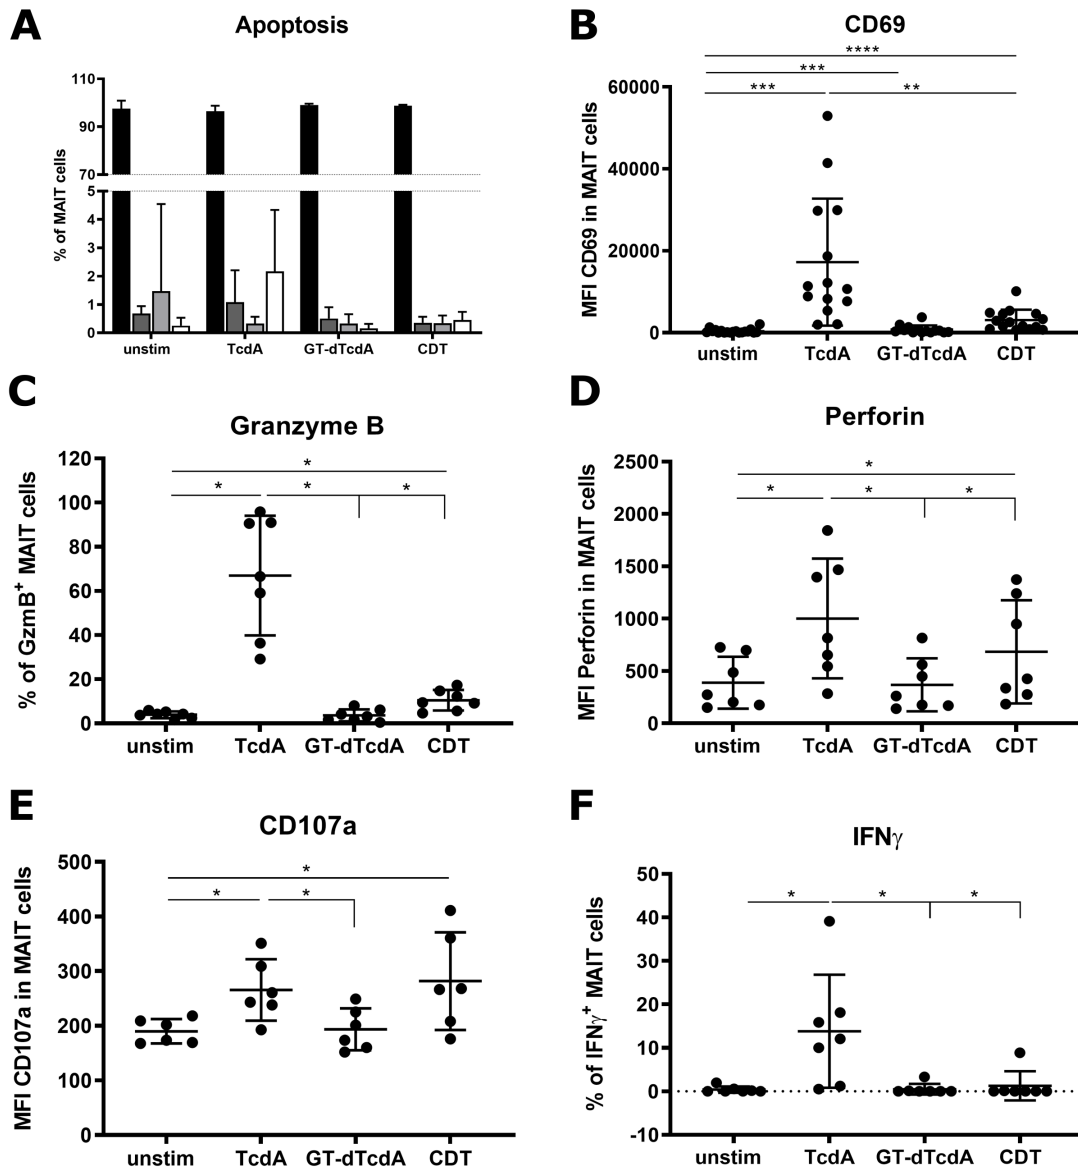 A
Apoptosis
% of MAIT cells
110
90
70
5
4
3
2
1
0
unstim TcdA GT-dTcdA CDT
B
CD69
****
***
*** **
MFI CD69 in MAIT cells
60000
40000
20000
0
unstim TcdA GT-dTcdA CDT
C
Granzyme B
*
* * *
% of GzmB+ MAIT cells
120
100
80
60
40
20
0
unstim TcdA GT-dTcdA CDT
D
Perforin
*
* * *
MFI Perforin in MAIT cells
2500
2000
1500
1000
500
0
unstim TcdA GT-dTcdA CDT
E
CD107a
*
* *
MFI CD107a in MAIT cells
500
400
300
200
100
0
unstim TcdA GT-dTcdA CDT
F
IFNγ
* * *
% of IFNγ+ MAIT cells
50
40
30
20
10
0
-10
unstim TcdA GT-dTcdA CDT